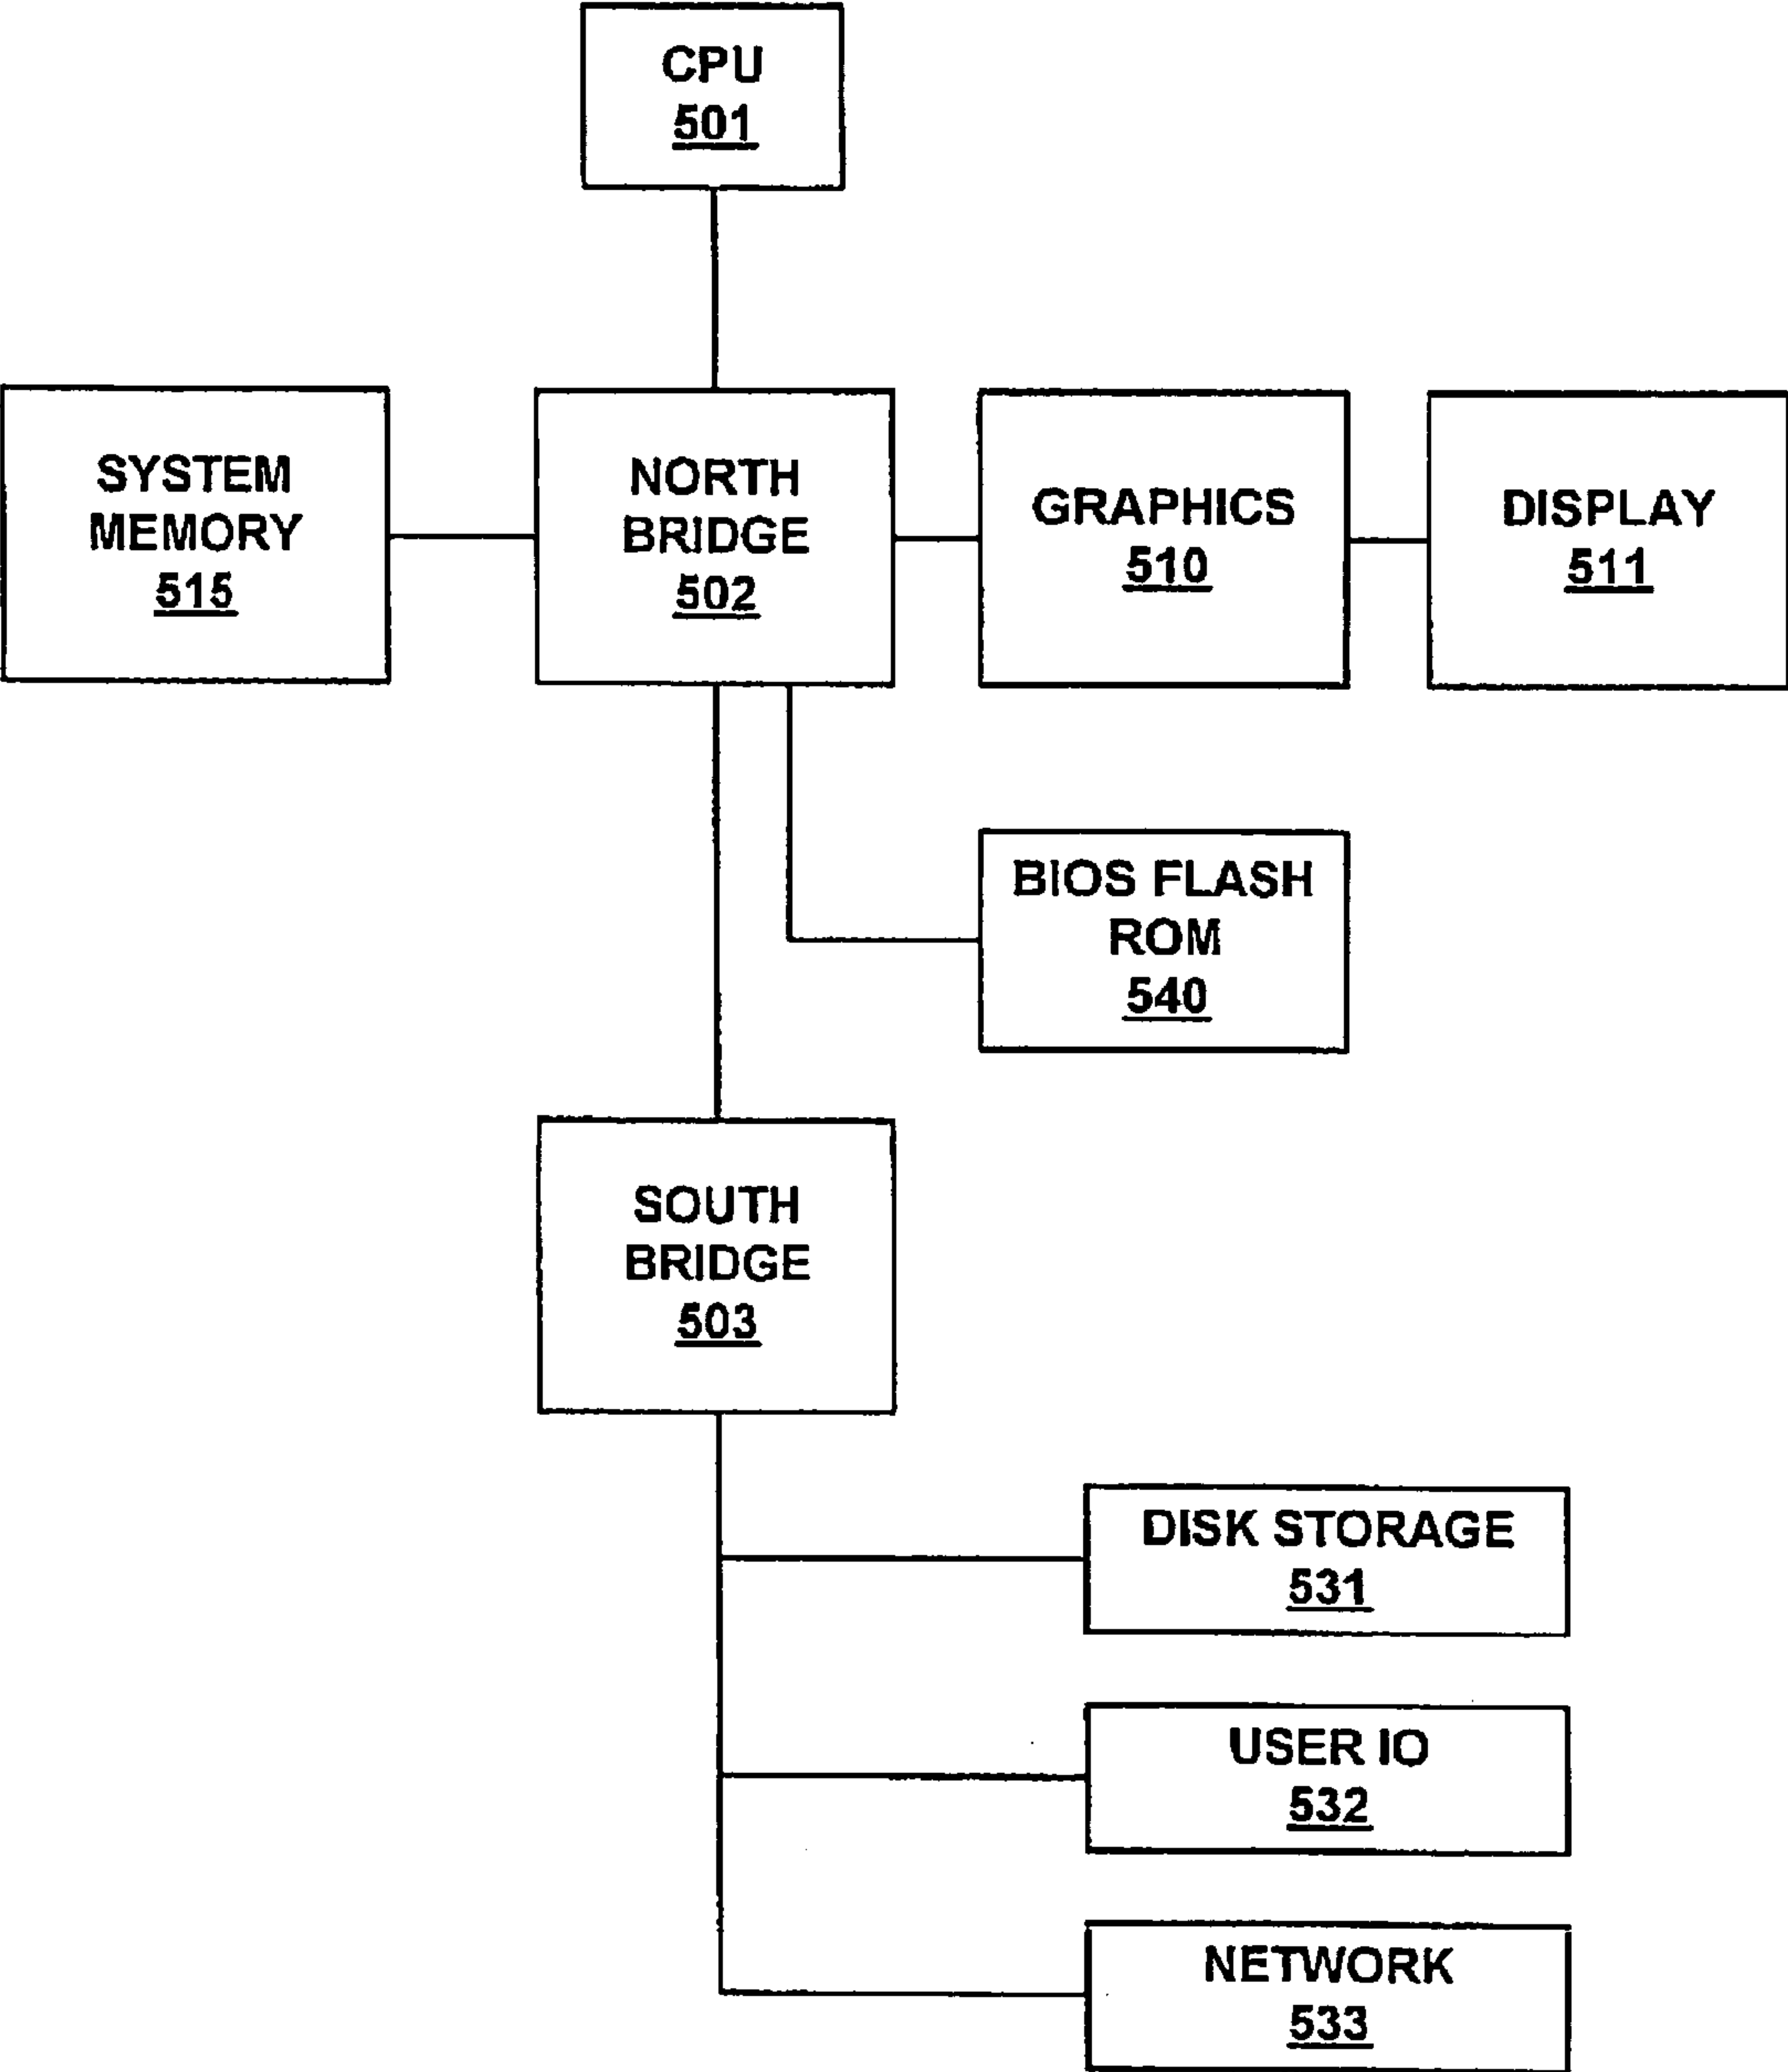 CPU
501
SYSTEM
MEMORY
515
NORTH
BRIDGE
502
GRAPHICS
510
DISPLAY
511
BIOS FLASH
ROM
540
SOUTH
BRIDGE
503
DISK STORAGE
531
USER IO
532
NETWORK
533